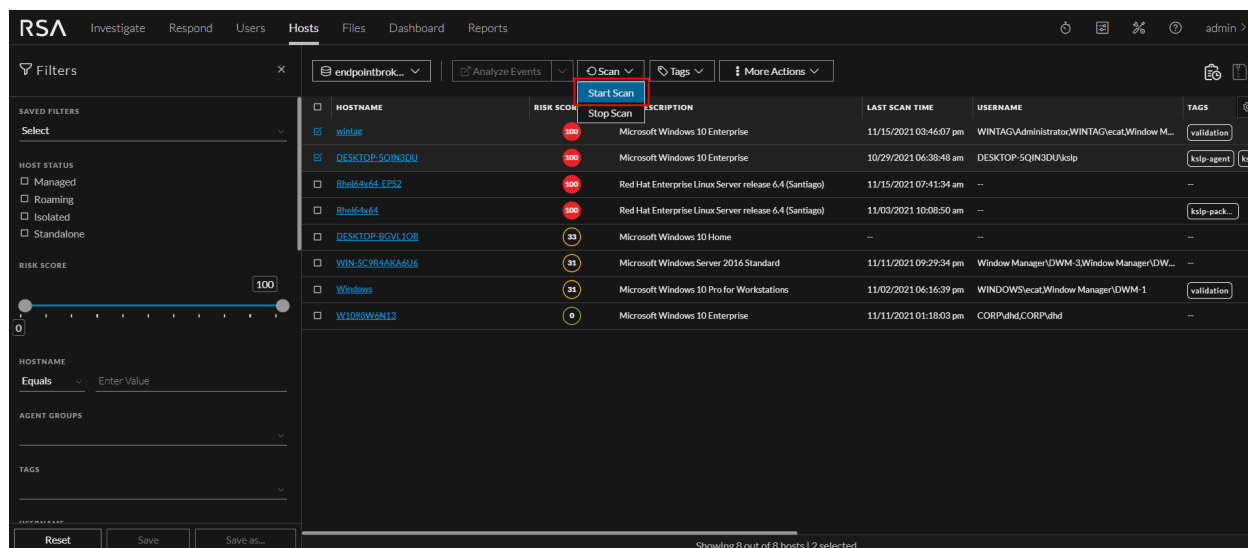 RSA Investigate Respond Users Hosts Files Dashboard Reports admin >
Filters ×
endpointbrok... Analyze Events Scan Tags More Actions
Start Scan
Stop Scan
SAVED FILTERS
Select
HOST STATUS
Managed
Roaming
Isolated
Standalone
RISK SCORE
100
0
HOSTNAME
Equals Enter Value
AGENT GROUPS
TAGS
USERNAME
Reset Save Save as...
HOSTNAME RISK SCOR ESCRIPTION LAST SCAN TIME USERNAME TAGS
wintag 100 Microsoft Windows 10 Enterprise 11/15/2021 03:46:07 pm WINTAG\Administrator,WINTAG\ecat,Window M... validation
DESKTOP-5QIN3DU 100 Microsoft Windows 10 Enterprise 10/29/2021 06:38:48 am DESKTOP-5QIN3DU\kslp kslp-agent ks
Rhel64x64_EPS2 100 Red Hat Enterprise Linux Server release 6.4 (Santiago) 11/15/2021 07:41:34 am -- --
Rhel64x64 100 Red Hat Enterprise Linux Server release 6.4 (Santiago) 11/03/2021 10:08:50 am -- kslp-pack...
DESKTOP-BGVL1OB 33 Microsoft Windows 10 Home -- -- --
WIN-SC9R4AKA6U6 31 Microsoft Windows Server 2016 Standard 11/11/2021 09:29:34 pm Window Manager\DWM-3,Window Manager\DW... --
Windows 31 Microsoft Windows 10 Pro for Workstations 11/02/2021 06:16:39 pm WINDOWS\ecat,Window Manager\DWM-1 validation
W1098W6N13 0 Microsoft Windows 10 Enterprise 11/11/2021 01:18:03 pm CORP\dhd,CORP\dhd --
Showing 8 out of 8 hosts | 2 selected